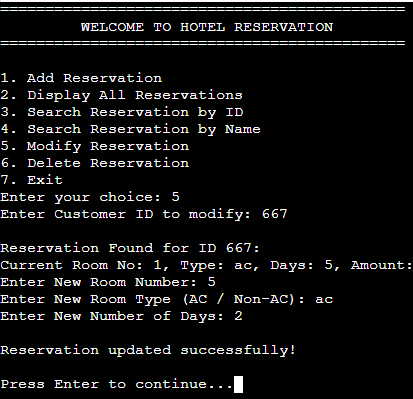 =============================================
WELCOME TO HOTEL RESERVATION
=============================================
1. Add Reservation
2. Display All Reservations
3. Search Reservation by ID
4. Search Reservation by Name
5. Modify Reservation
6. Delete Reservation
7. Exit
Enter your choice: 5
Enter Customer ID to modify: 667
Reservation Found for ID 667:
Current Room No: 1, Type: ac, Days: 5, Amount:
Enter New Room Number: 5
Enter New Room Type (AC / Non-AC): ac
Enter New Number of Days: 2
Reservation updated successfully!
Press Enter to continue...